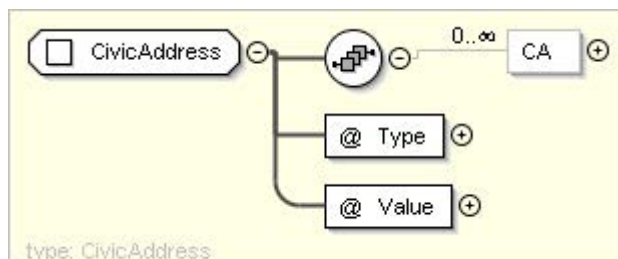 CivicAddress
0..∞
CA
@ Type
@ Value
type: CivicAddress